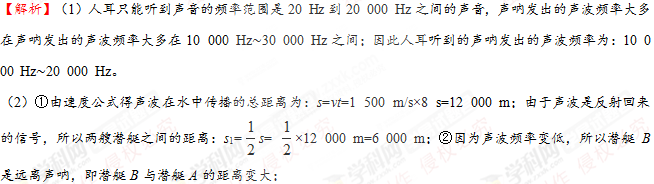 【解析】（1）人耳只能听到声音的频率范围是 20 Hz 到 20 000 Hz 之间的声音，声呐发出的声波频率大多
在声呐发出的声波频率大多在 10 000 Hz~30 000 Hz 之间；因此人耳听到的声呐发出的声波频率为：10 0
00 Hz~20 000 Hz。
（2）①由速度公式得声波在水中传播的总距离为：s=vt=1 500 m/s×8 s=12 000 m；由于声波是反射回来
的信号，所以两艘潜艇之间的距离：s₁=1/2 s= 1/2×12 000 m=6 000 m；②因为声波频率变低，所以潜艇 B
是远离声呐，即潜艇 B 与潜艇 A 的距离变大；